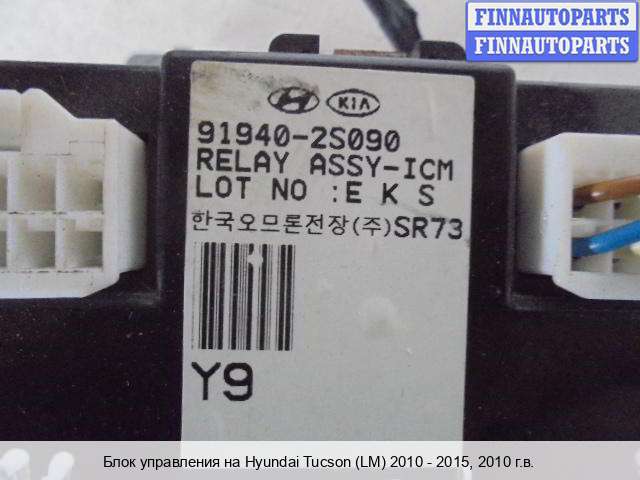 FINNAUTOPARTS
FINNAUTOPARTS
KIA
91940-2S090
RELAY ASSY-ICM
LOT NO :E K S
한국오므론전장(주)SR73
Y9
Блок управления на Hyundai Tucson (LM) 2010 - 2015, 2010 г.в.